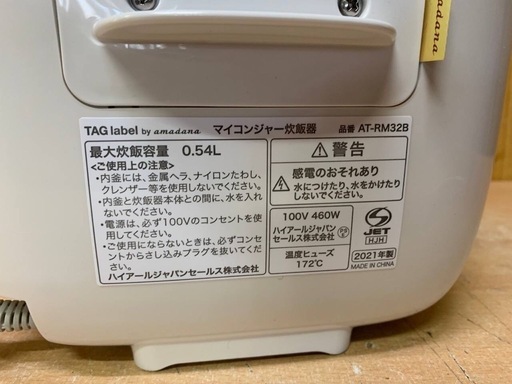 amadana
TAG label by amadana マイコンジャー炊飯器 品番 AT-RM32B
最大炊飯容量 0.54L
<ご使用上の注意>
・内釜には、金属ヘラ、ナイロンたわし、
クレンザー等を使用しないでください。
・内釜と炊飯器本体との間に、水を入れ
ないでください。
・電源は、必ず100Vのコンセントを使
用してください。
・ご使用にならないときは、必ずコンセ
ントからさし込みプラグを抜いてください。
ハイアールジャパンセールス株式会社
警告
感電のおそれあり
水につけたり、水をかけたり
しないでください。
100V 460W
ハイアールジャパン
セールス株式会社
温度ヒューズ
172℃
JET
HJH
2021年製
MADE IN CHINA